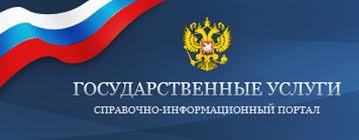 ГОСУДАРСТВЕННЫЕ УСЛУГИ
СПРАВОЧНО-ИНФОРМАЦИОННЫЙ ПОРТАЛ